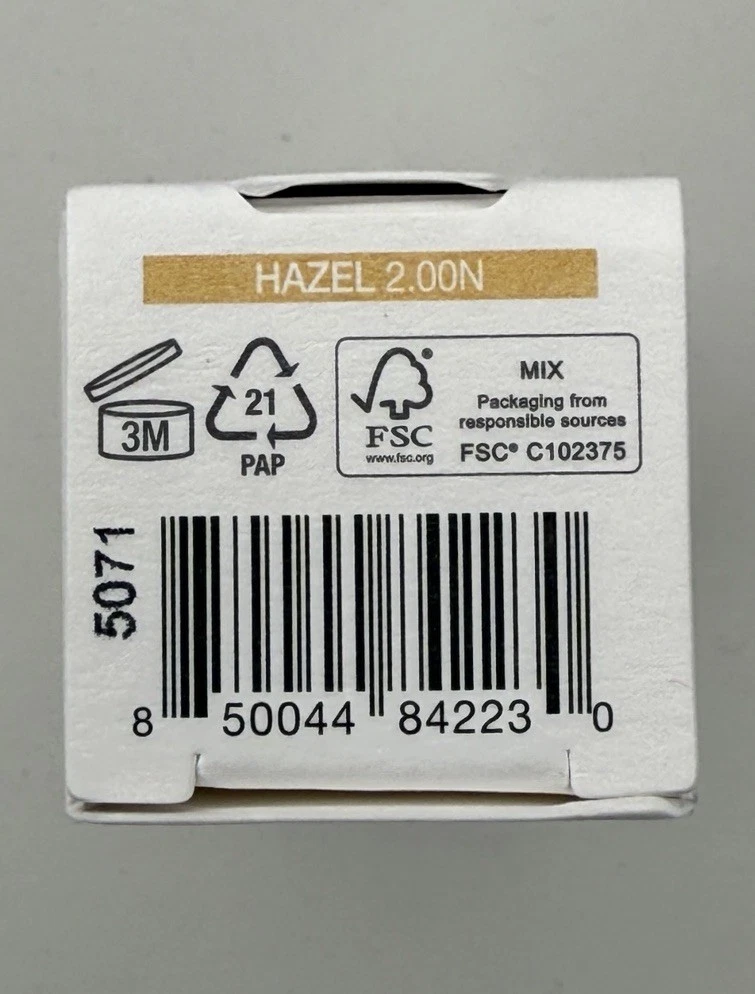 HAZEL 2.00N
3M
21
PAP
FSC
www.fsc.org
MIX
Packaging from
responsible sources
FSC® C102375
5071
8 50044 84223 0